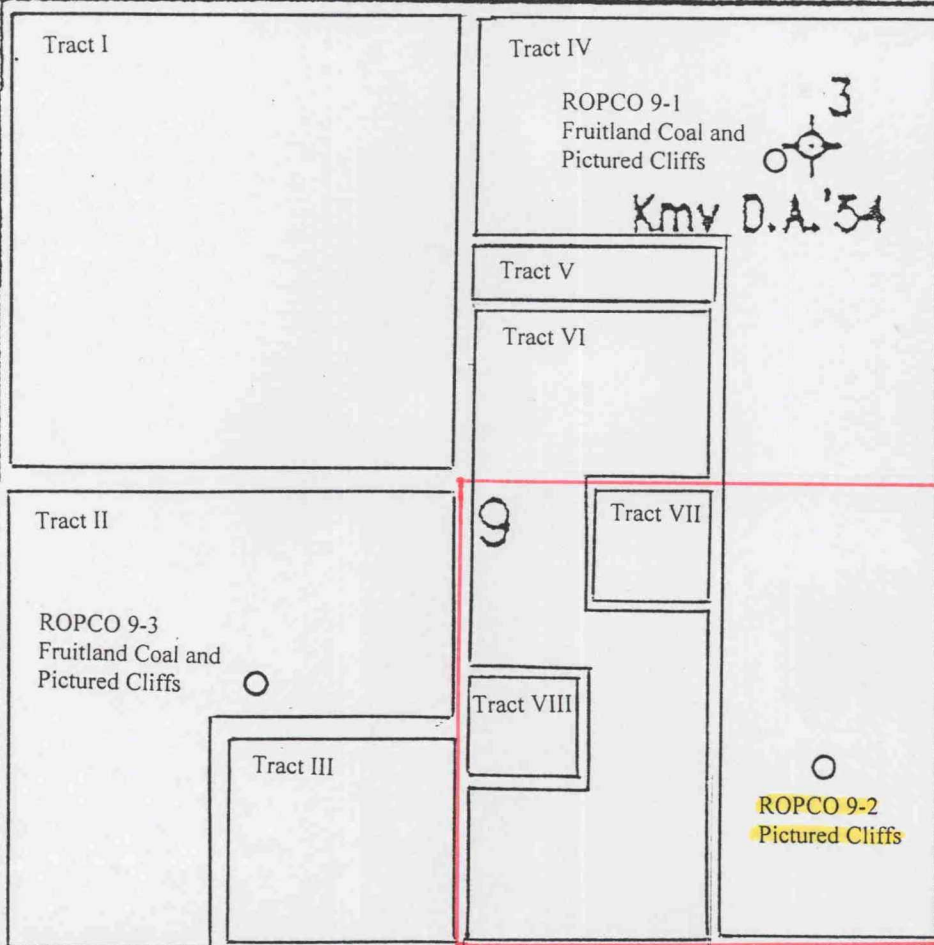 Tract I
Tract IV
ROPCO 9-1
Fruitland Coal and
Pictured Cliffs
3
Kmv D.A.'54
Tract V
Tract VI
Tract II
9
Tract VII
ROPCO 9-3
Fruitland Coal and
Pictured Cliffs
Tract VIII
Tract III
ROPCO 9-2
Pictured Cliffs